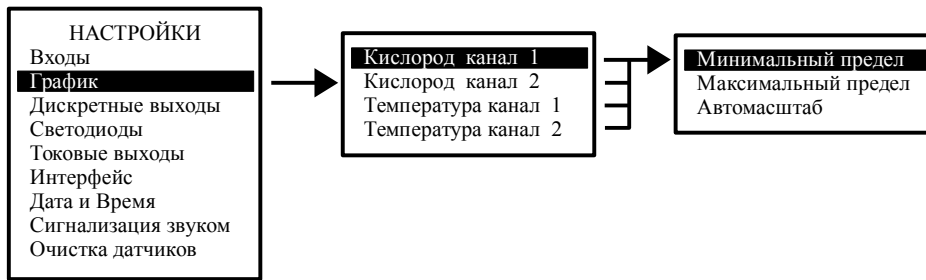 НАСТРОЙКИ
Входы
График
Дискретные выходы
Светодиоды
Токовые выходы
Интерфейс
Дата и Время
Сигнализация звуком
Очистка датчиков
Кислород канал 1
Кислород канал 2
Температура канал 1
Температура канал 2
Минимальный предел
Максимальный предел
Автомасштаб